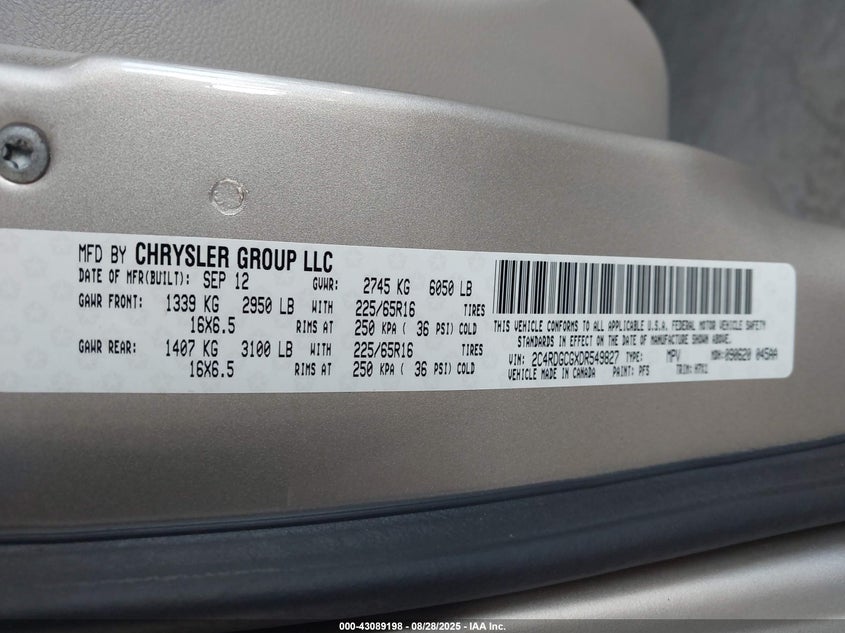 MFD BY CHRYSLER GROUP LLC
DATE OF MFR(BUILT): SEP 12 GVWR: 2745 KG 6050 LB
GAWR FRONT: 1339 KG 2950 LB WITH 225/65R16 TIRES
16X6.5 RIMS AT 250 KPA ( 36 PSI) COLD
GAWR REAR: 1407 KG 3100 LB WITH 225/65R16 TIRES
16X6.5 RIMS AT 250 KPA ( 36 PSI) COLD
THIS VEHICLE CONFORMS TO ALL APPLICABLE U.S.A. FEDERAL MOTOR VEHICLE SAFETY
STANDARDS IN EFFECT ON THE DATE OF MANUFACTURE SHOWN ABOVE.
VIN: 2C4RDGCGXDR549827 TYPE: MPV MDH: 090620 045AA
VEHICLE MADE IN CANADA PAINT: PFS TRIM:
000-43089198 - 08/28/2025 - IAA Inc.